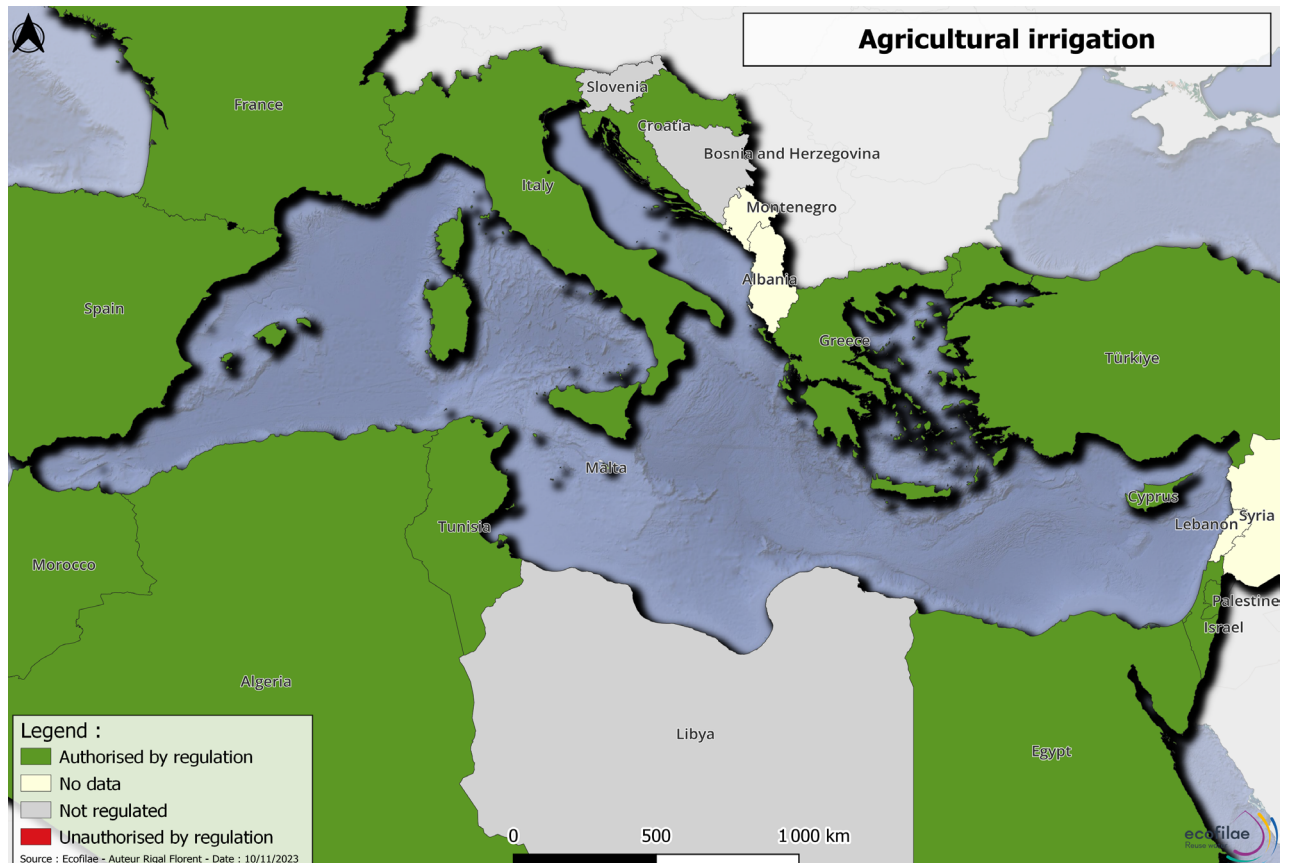 Agricultural irrigation
Slovenia
France
Croatia
Bosnia and Herzegovina
Italy
Montenegro
Albania
Spain
Greece
Türkiye
Malta
Cyprus
Syria
Lebanon
Tunisia
Morocco
Palestine
Israel
Algeria
Libya
Egypt
Legend :
Authorised by regulation
No data
Not regulated
Unauthorised by regulation
Source : Ecofilae - Auteur Rigal Florent - Date : 10/11/2023
0 500 1 000 km
ecofilae